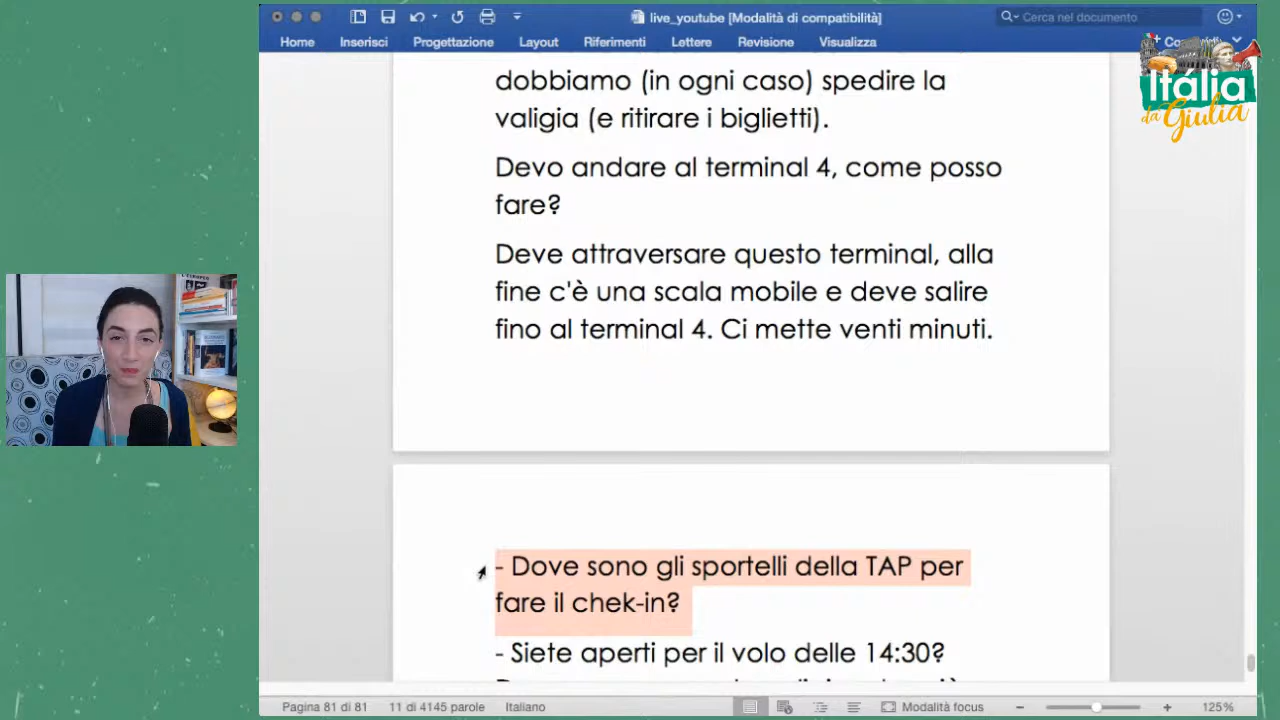 live_youtube [Modalità di compatibilità]
Cerca nel documento
Home Inserisci Progettazione Layout Riferimenti Lettere Revisione Visualizza
Itália
da Giulia
dobbiamo (in ogni caso) spedire la
valigia (e ritirare i biglietti).
Devo andare al terminal 4, come posso
fare?
Deve attraversare questo terminal, alla
fine c'è una scala mobile e deve salire
fino al terminal 4. Ci mette venti minuti.
- Dove sono gli sportelli della TAP per
fare il chek-in?
- Siete aperti per il volo delle 14:30?
Pagina 81 di 81 11 di 4145 parole Italiano Modalità focus 125%